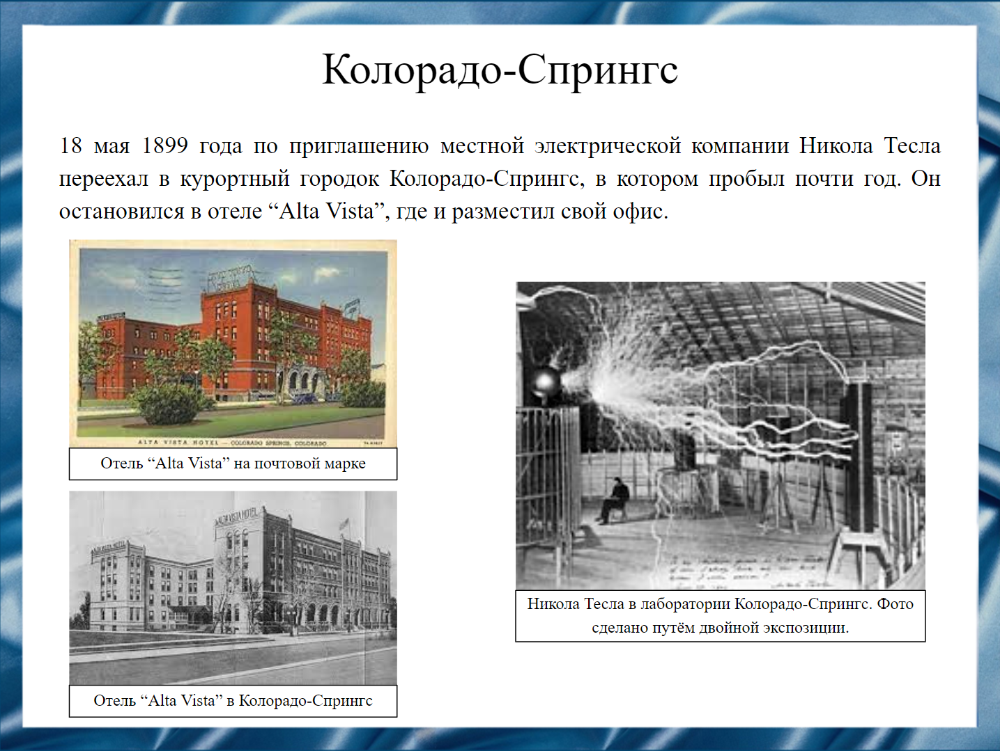 Колорадо-Спрингс
18 мая 1899 года по приглашению местной электрической компании Никола Тесла
переехал в курортный городок Колорадо-Спрингс, в котором пробыл почти год. Он
остановился в отеле “Alta Vista”, где и разместил свой офис.
ALTA VISTA HOTEL — COLORADO SPRINGS, COLORADO
Отель “Alta Vista” на почтовой марке
ALTA VISTA HOTEL
ALTA VISTA HOTEL
Отель “Alta Vista” в Колорадо-Спрингс
Никола Тесла в лаборатории Колорадо-Спрингс. Фото
сделано путём двойной экспозиции.